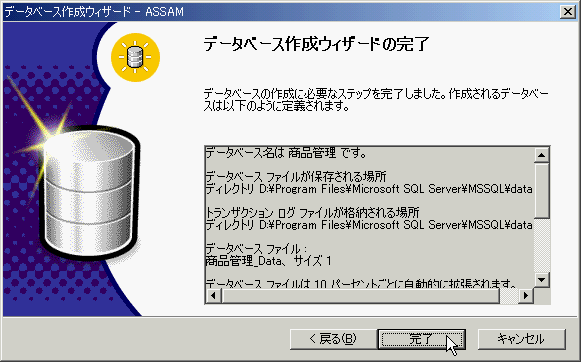 データベース作成ウィザード - ASSAM
データベース作成ウィザードの完了
データベースの作成に必要なステップを完了しました。作成されるデータベー
スは以下のように定義されます。
データベース名は 商品管理 です。
データベース ファイルが保存される場所
ディレクトリ D:¥Program Files¥Microsoft SQL Server¥MSSQL¥data
トランザクション ログ ファイルが格納される場所
ディレクトリ D:¥Program Files¥Microsoft SQL Server¥MSSQL¥data
データベース ファイル :
商品管理_Data、サイズ 1
データベース ファイルは 10 パーセントごとに自動的に拡張されます。
< 戻る(B)
完了
キャンセル